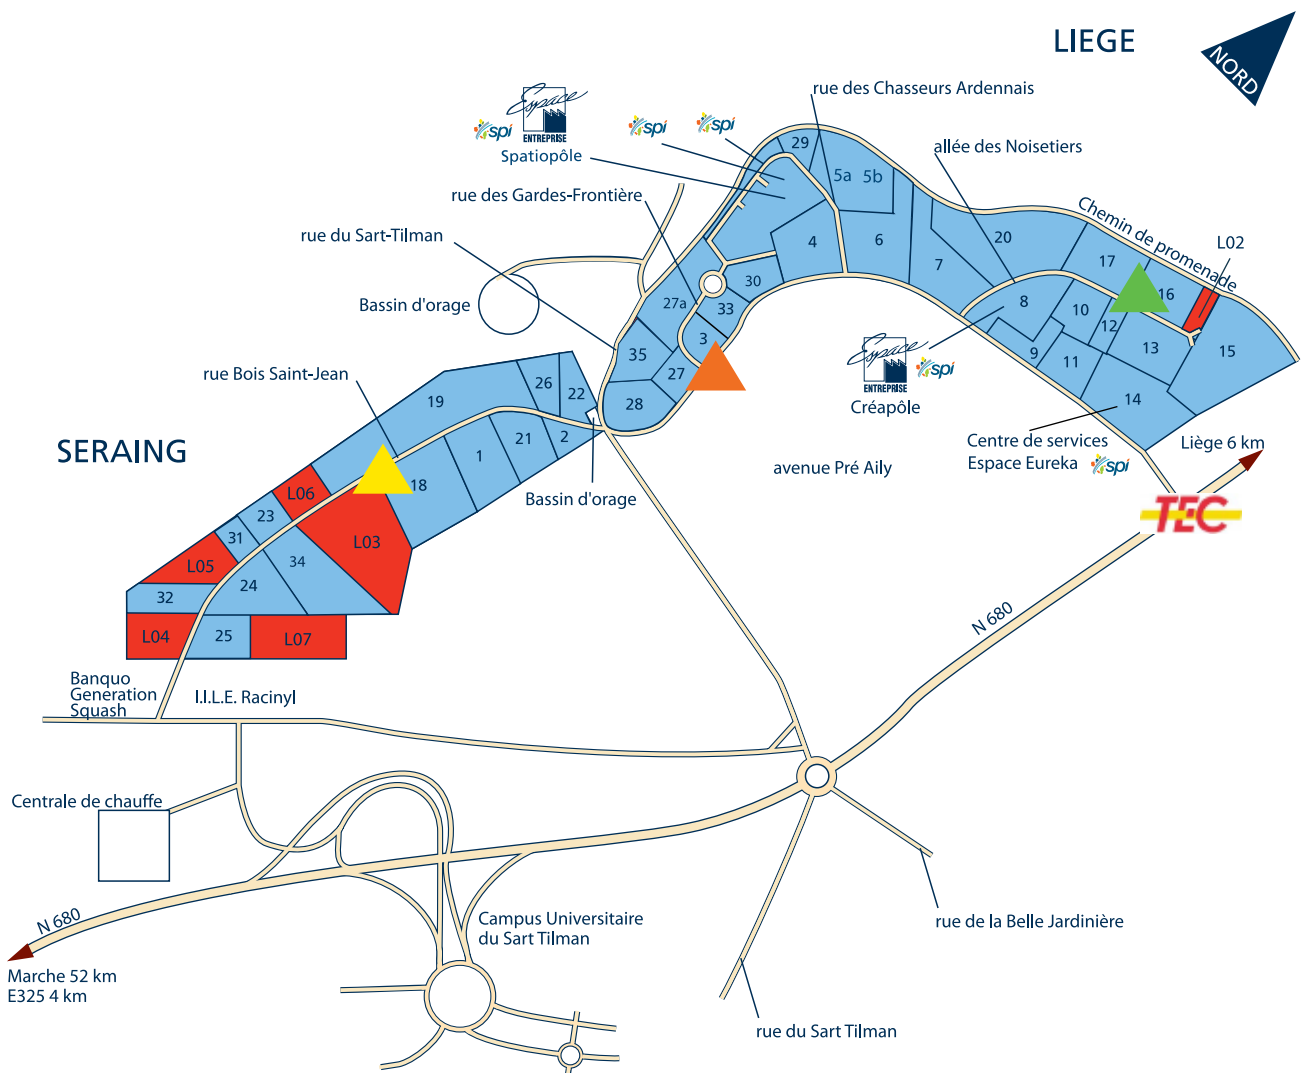 LIEGE
NORD
rue des Chasseurs Ardennais
Espace
ENTREPRISE
spi
spi
spi
Spatiopôle
allée des Noisetiers
rue des Gardes-Frontière
Chemin de promenade
L02
rue du Sart-Tilman
Bassin d'orage
29
5a
5b
4
6
7
20
17
16
30
27a
33
3
35
27
28
8
10
12
9
11
13
15
14
Espace
ENTREPRISE
spi
Créapôle
rue Bois Saint-Jean
SERAING
19
26
22
2
21
1
18
L06
23
31
L03
L05
34
24
32
L04
25
L07
Bassin d'orage
avenue Pré Aily
Centre de services
Espace Eureka
spi
Liège 6 km
TEC
N 680
Banquo
Generation
Squash
I.I.L.E. Racinyl
Centrale de chauffe
N 680
Marche 52 km
E325 4 km
Campus Universitaire
du Sart Tilman
rue de la Belle Jardinière
rue du Sart Tilman